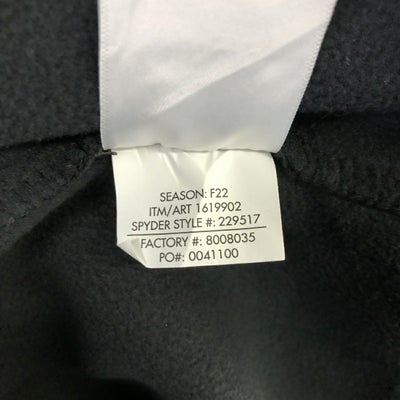 SEASON: F22
ITM/ART 1619902
SPYDER STYLE #: 229517
FACTORY #: 8008035
PO#: 0041100